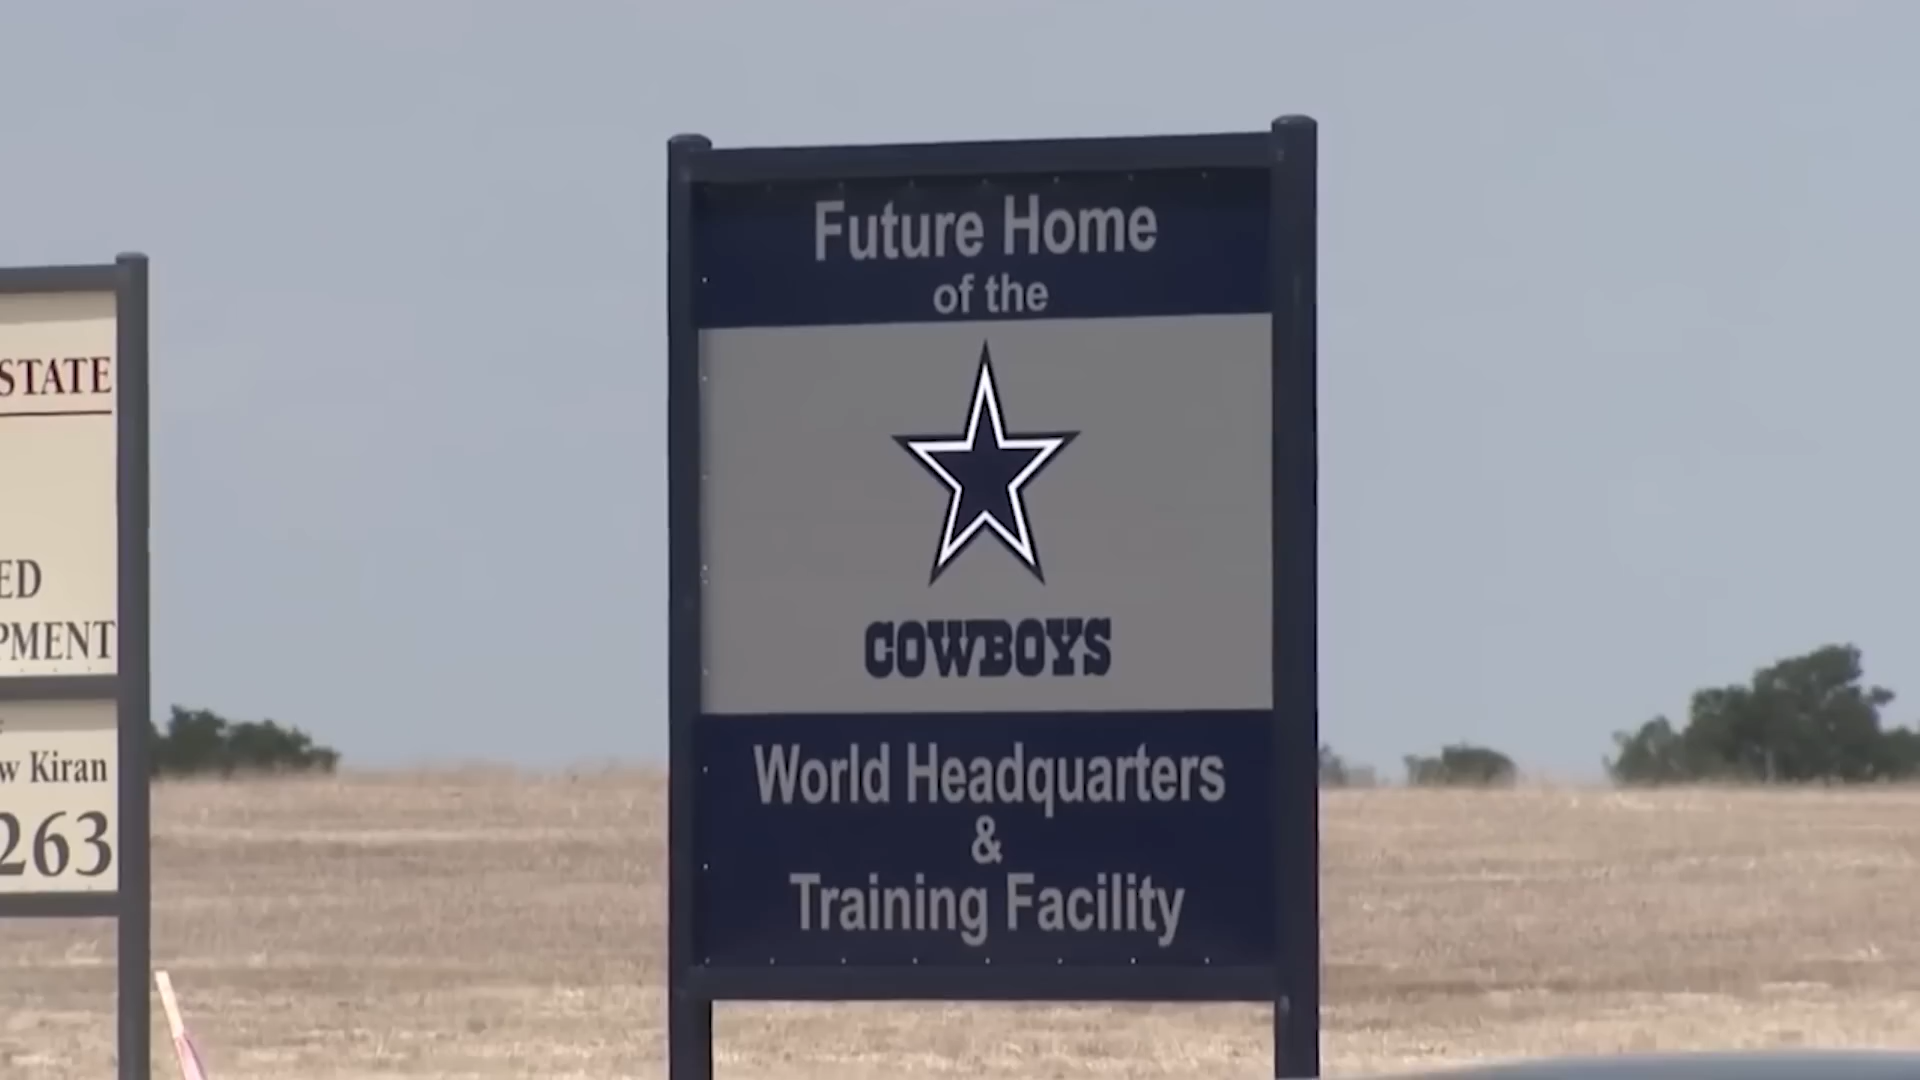 STATE
ED
PMENT
w Kiran
263
Future Home
of the
COWBOYS
World Headquarters
&
Training Facility